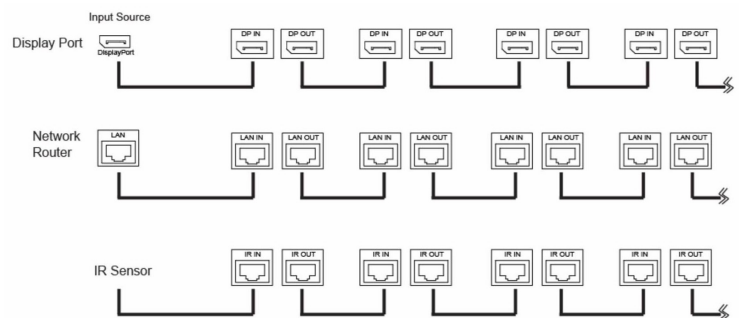 Input Source
Display Port
DisplayPort
DP IN DP OUT DP IN DP OUT DP IN DP OUT DP IN DP OUT
Network
Router
LAN
LAN IN LAN OUT LAN IN LAN OUT LAN IN LAN OUT LAN IN LAN OUT
IR Sensor
IR IN IR OUT IR IN IR OUT IR IN IR OUT IR IN IR OUT